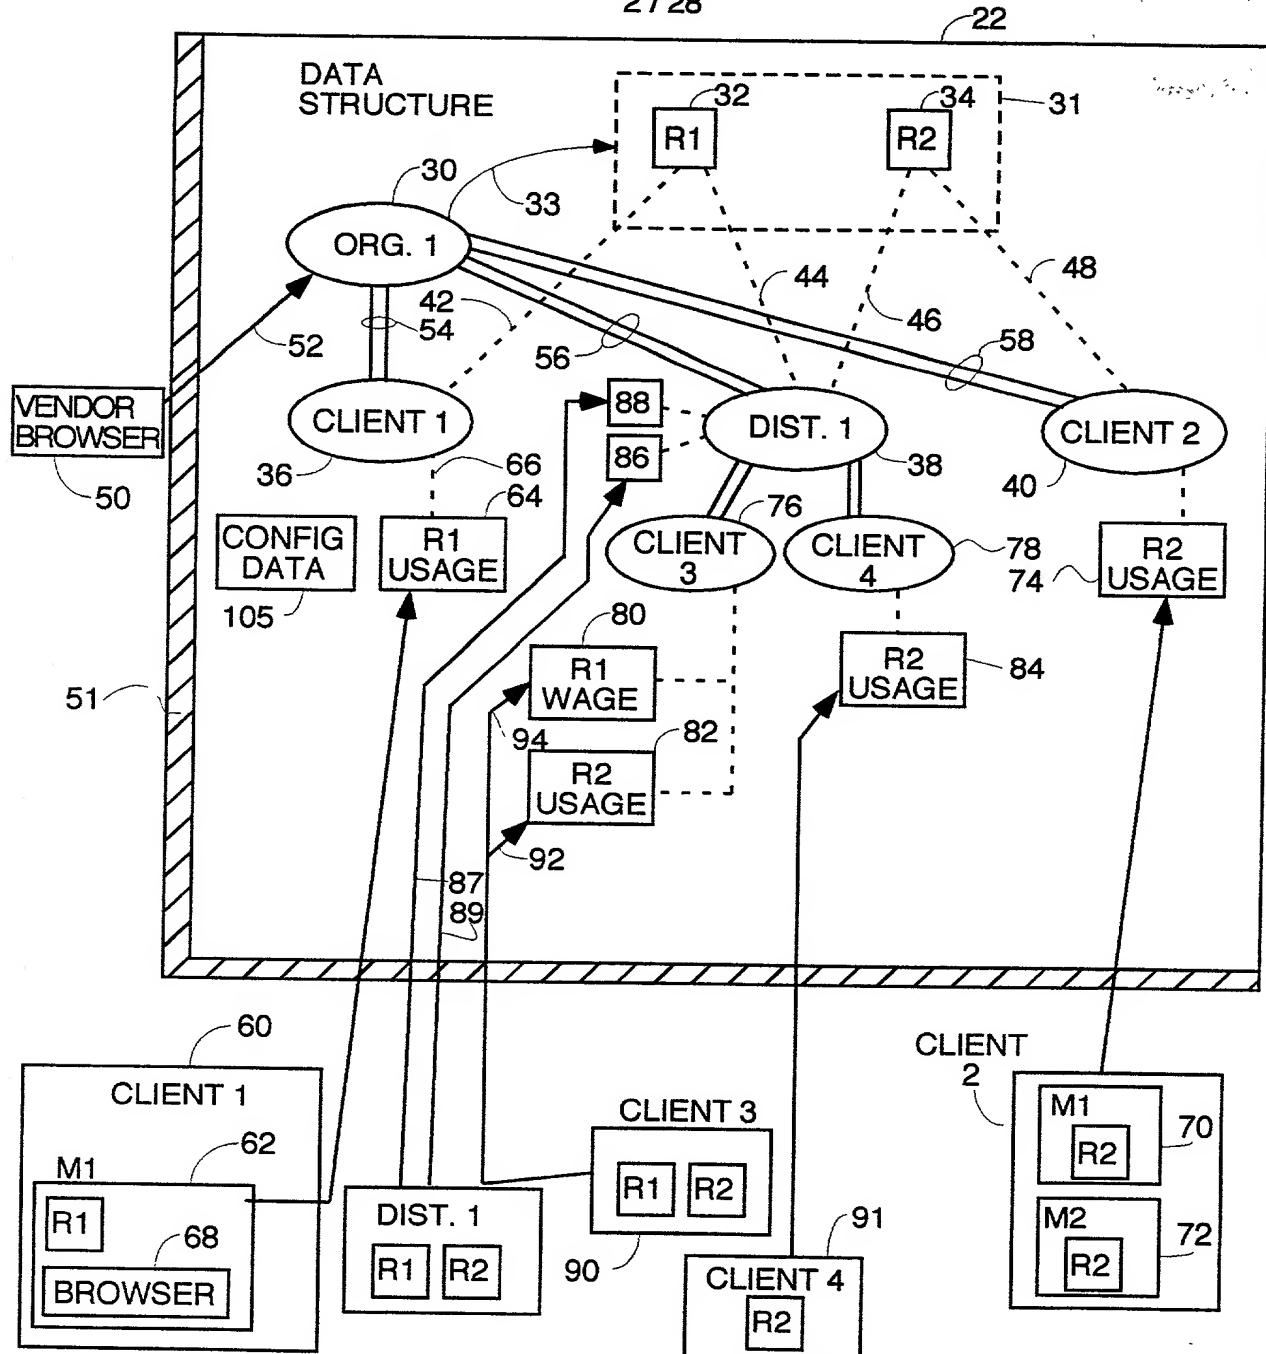 2/28
22
DATA
STRUCTURE
32
34
31
R1
R2
30
33
ORG. 1
44
48
42
46
54
52
56
58
VENDOR
BROWSER
50
CLIENT 1
36
88
86
DIST. 1
38
CLIENT 2
40
66
64
76
CONFIG
DATA
105
R1
USAGE
CLIENT
3
CLIENT
4
78
74
R2
USAGE
80
R1
WAGE
R2
USAGE
84
51
94
82
R2
USAGE
92
87
89
60
CLIENT 1
62
M1
R1
68
BROWSER
DIST. 1
R1
R2
CLIENT 3
R1
R2
90
91
CLIENT 4
R2
CLIENT
2
M1
R2
70
M2
R2
72